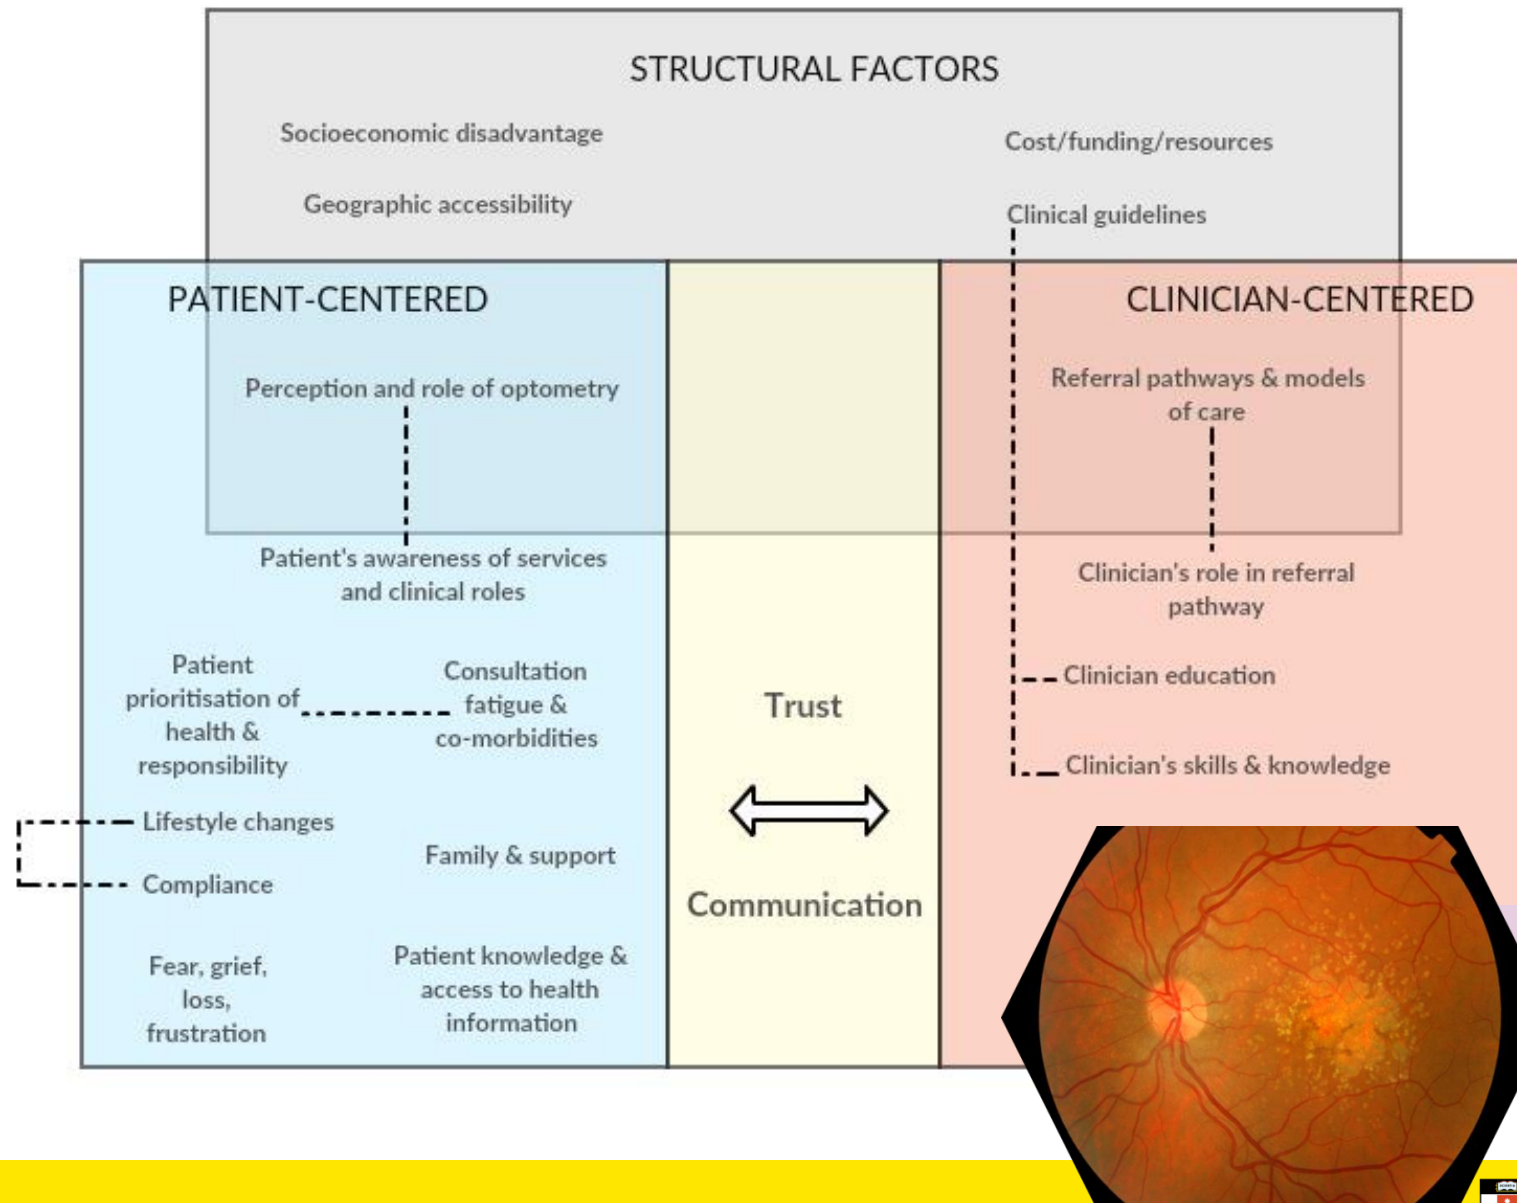 STRUCTURAL FACTORS
Socioeconomic disadvantage
Cost/funding/resources
Geographic accessibility
Clinical guidelines
PATIENT-CENTERED
Perception and role of optometry
Patient's awareness of services
and clinical roles
Patient
prioritisation of
health &
responsibility
Consultation
fatigue &
co-morbidities
Lifestyle changes
Compliance
Family & support
Fear, grief,
loss,
frustration
Patient knowledge &
access to health
information
Trust
Communication
CLINICIAN-CENTERED
Referral pathways & models
of care
Clinician's role in referral
pathway
Clinician education
Clinician's skills & knowledge